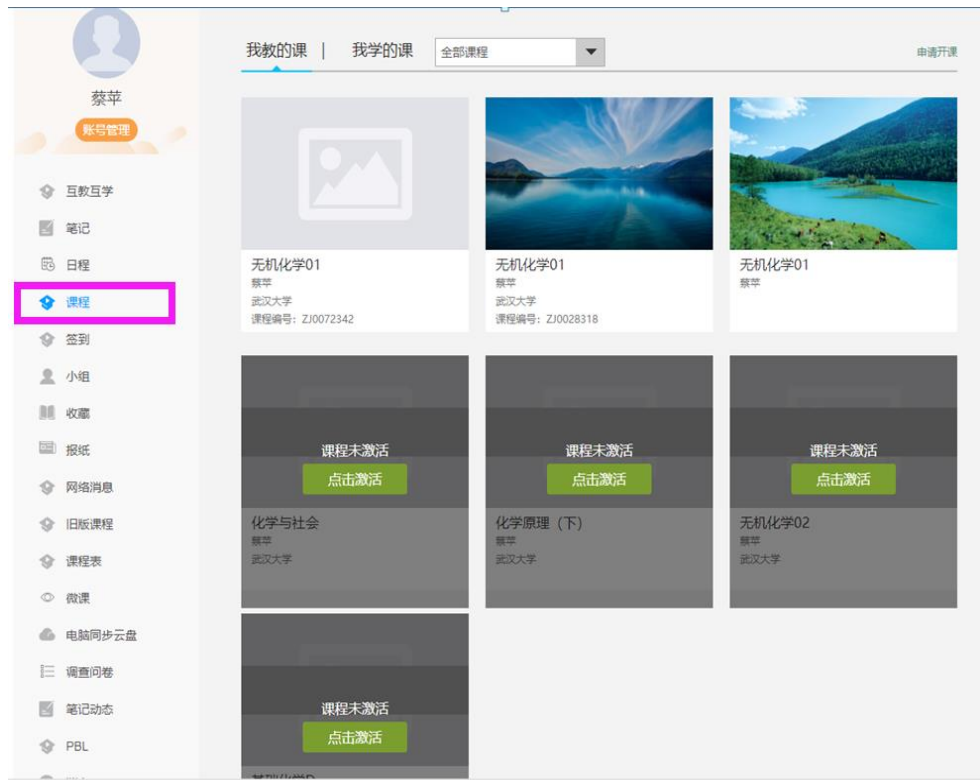 蔡苹
账号管理
互教互学
笔记
日程
课程
签到
小组
收藏
报纸
网络消息
旧版课程
课程表
微课
电脑同步云盘
调查问卷
笔记动态
PBL
我教的课 | 我学的课 全部课程 申请开课
无机化学01
蔡苹
武汉大学
课程编号：ZJ0072342
无机化学01
蔡苹
武汉大学
课程编号：ZJ0028318
无机化学01
蔡苹
课程未激活
点击激活
化学与社会
蔡苹
武汉大学
课程未激活
点击激活
化学原理（下）
蔡苹
武汉大学
课程未激活
点击激活
无机化学02
蔡苹
武汉大学
课程未激活
点击激活